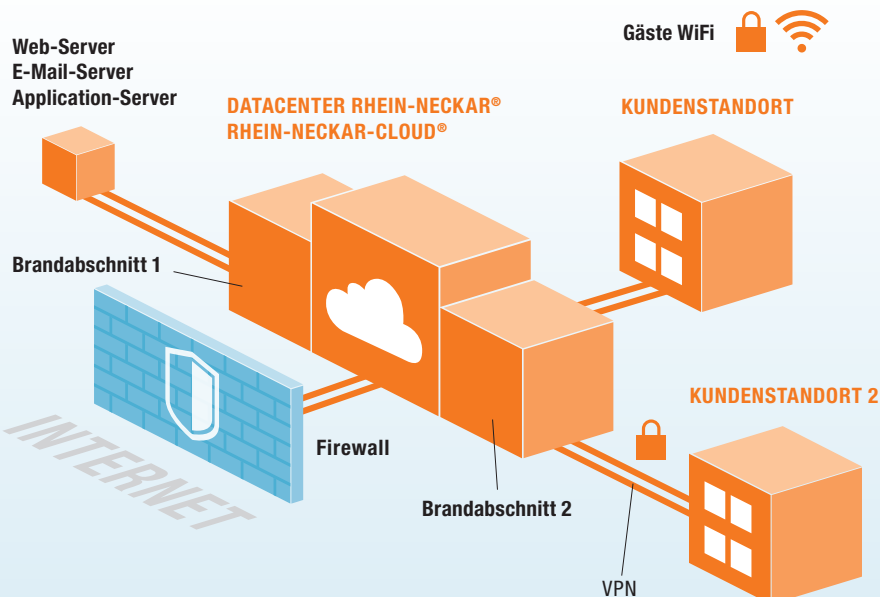 Gäste WiFi
Web-Server
E-Mail-Server
Application-Server
DATACENTER RHEIN-NECKAR®
RHEIN-NECKAR-CLOUD®
KUNDENSTANDORT
Brandabschnitt 1
KUNDENSTANDORT 2
INTERNET
Firewall
Brandabschnitt 2
VPN